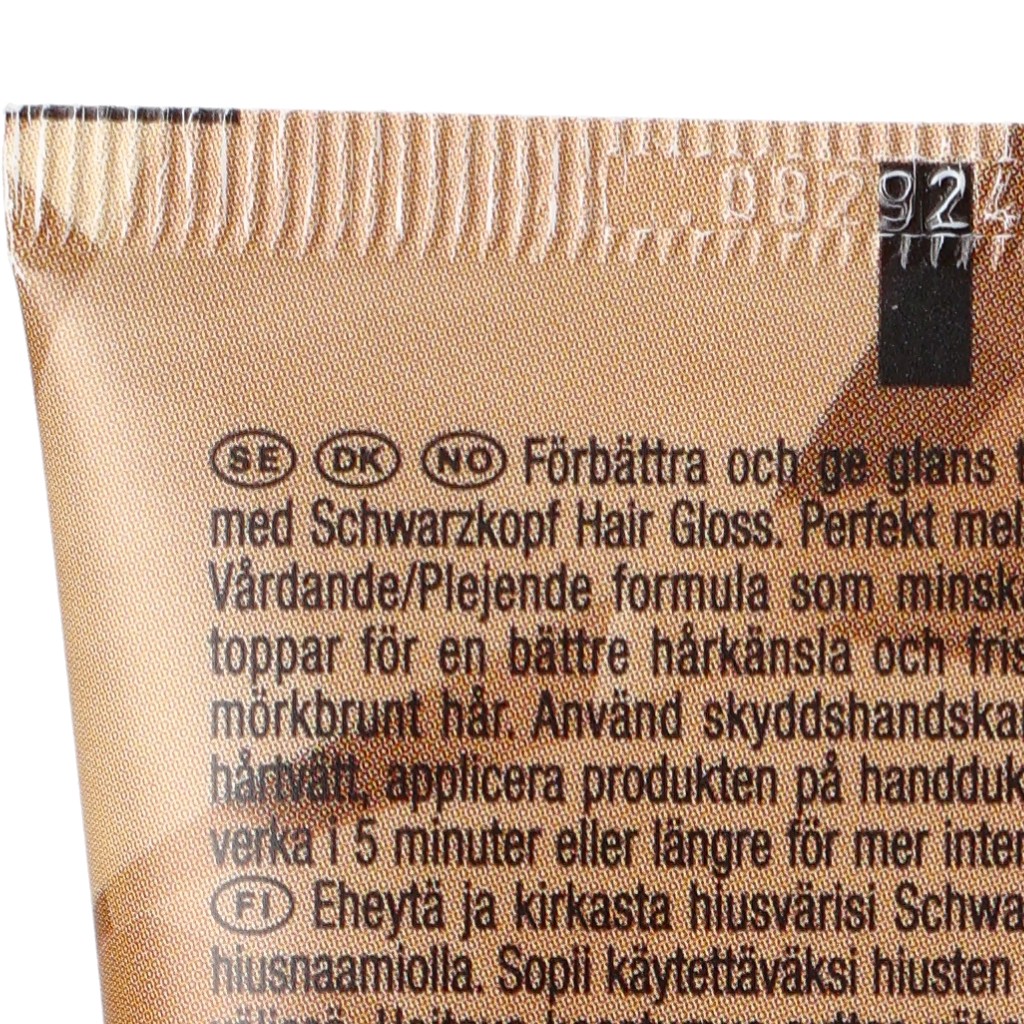 082924
SE DK NO Förbättra och ge glans
med Schwarzkopf Hair Gloss. Perfekt mel
Vårdande/Plejende formula som minsk
toppar för en bättre hårkänsla och fris
mörkbrunt hår. Använd skyddshandska
hårtvätt, applicera produkten på handduk
verka i 5 minuter eller längre för mer inten
FI Eheytä ja kirkasta hiusvärisi Schwa
hiusnaamiolla. Sopii käytettäväksi hiusten